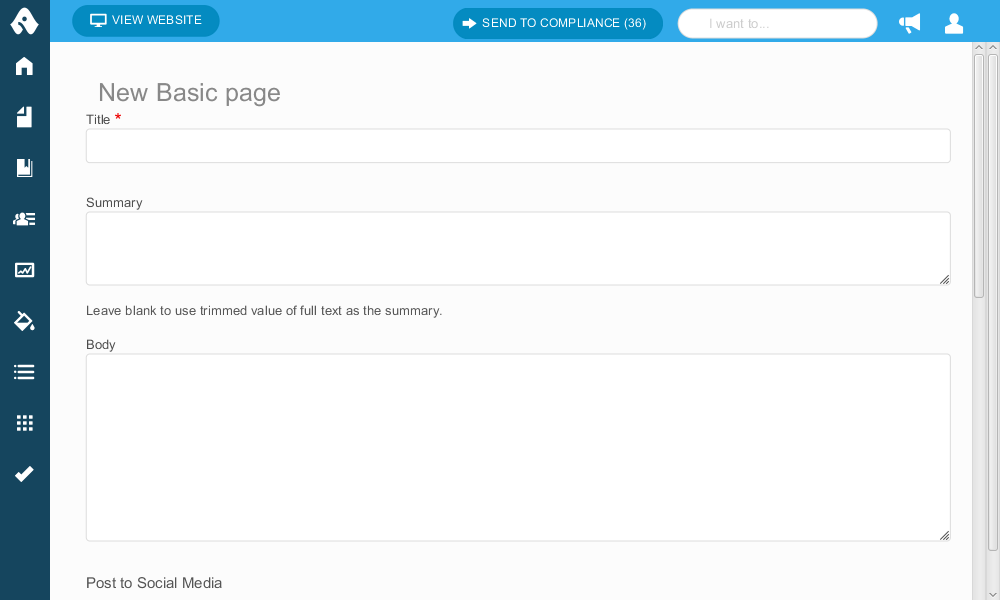 VIEW WEBSITE
SEND TO COMPLIANCE (36)
I want to...
New Basic page
Title *
Summary
Leave blank to use trimmed value of full text as the summary.
Body
Post to Social Media